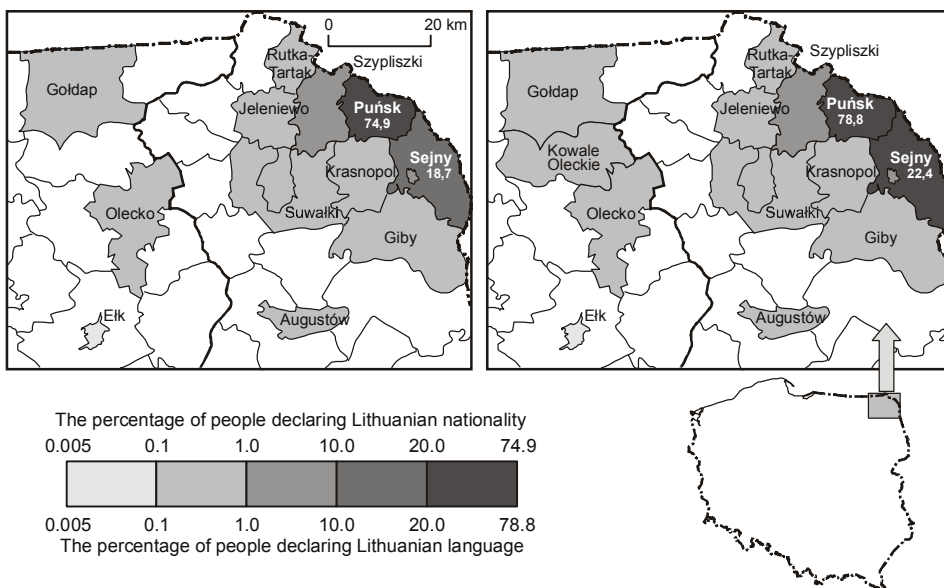 0 20 km
Rutka-
Tartak
Szypliszki
Gołdap
Jeleniewo
Puńsk
74,9
Sejny
18,7
Krasnopol
Olecko
Suwałki
Giby
Ełk
Augustów
Szypliszki
Rutka-
Tartak
Gołdap
Jeleniewo
Puńsk
78,8
Kowale
Oleckie
Sejny
22,4
Krasnopol
Olecko
Suwałki
Giby
Ełk
Augustów
The percentage of people declaring Lithuanian nationality
0.005 0.1 1.0 10.0 20.0 74.9
0.005 0.1 1.0 10.0 20.0 78.8
The percentage of people declaring Lithuanian language